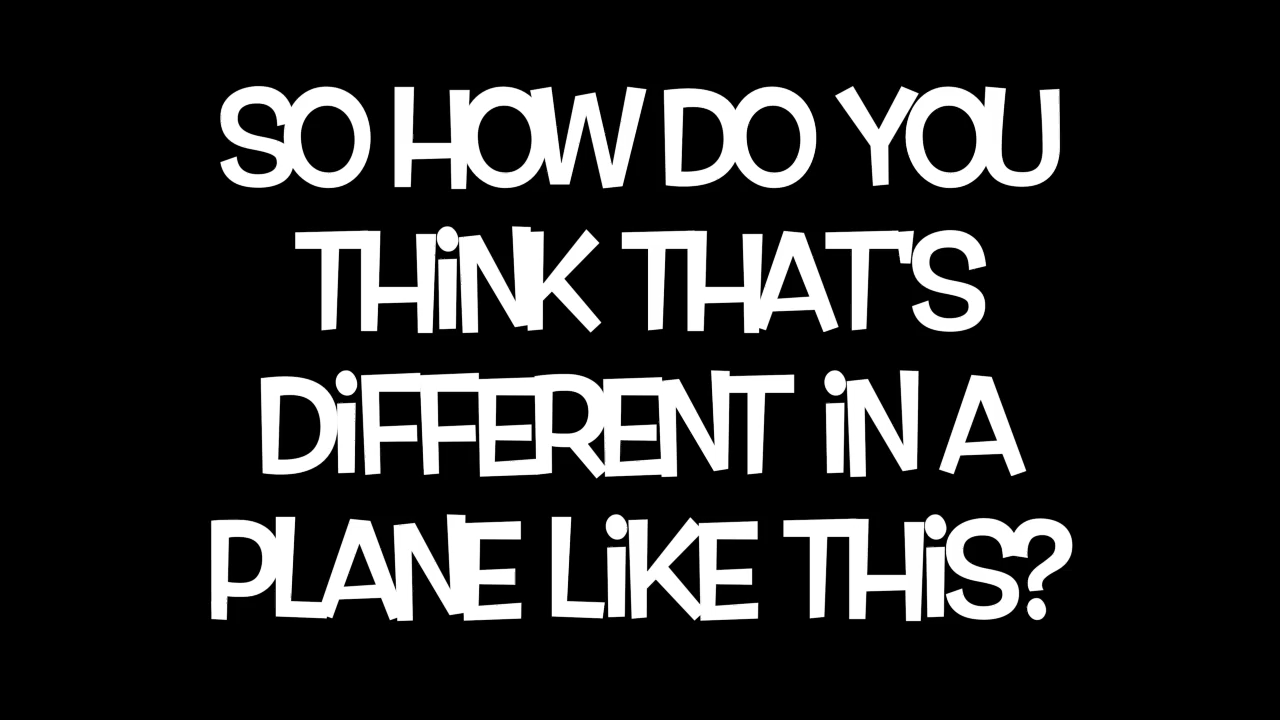 SO HOW DO YOU
THiNK THAT'S
DiFFERENT iN A
PLANE LiKE THiS?